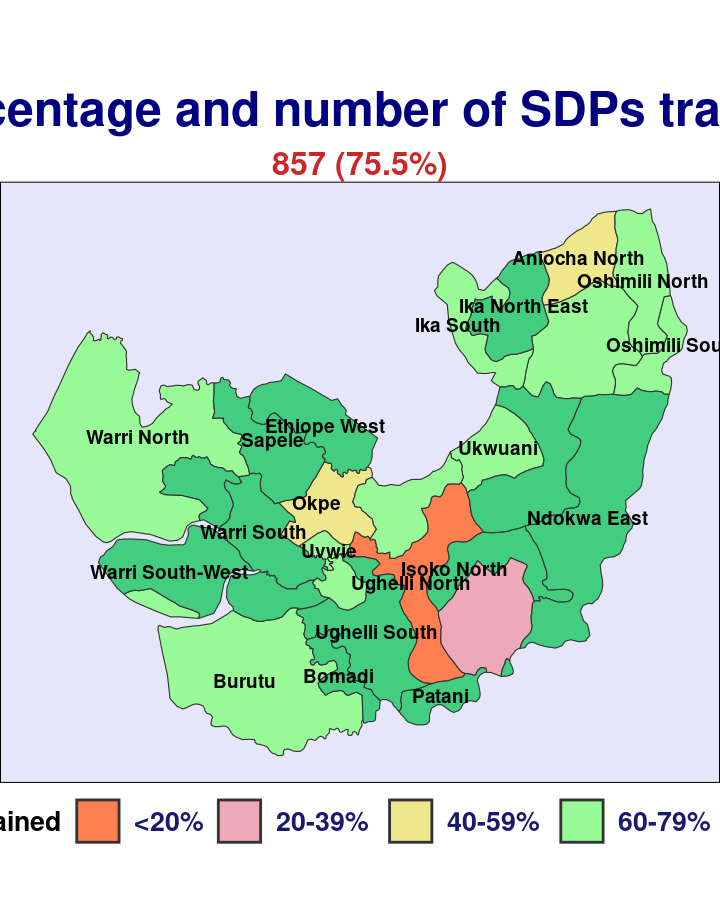 centage and number of SDPs tra
857 (75.5%)
Aniocha North
Oshimili North
Ika North East
Ika South
Oshimili Sou
Ethiope West
Warri North
Sapele
Ukwuani
Okpe
Ndokwa East
Warri South
Uvwie
Isoko North
Warri South-West
Ughelli North
Ughelli South
Bomadi
Burutu
Patani
ained <20% 20-39% 40-59% 60-79%